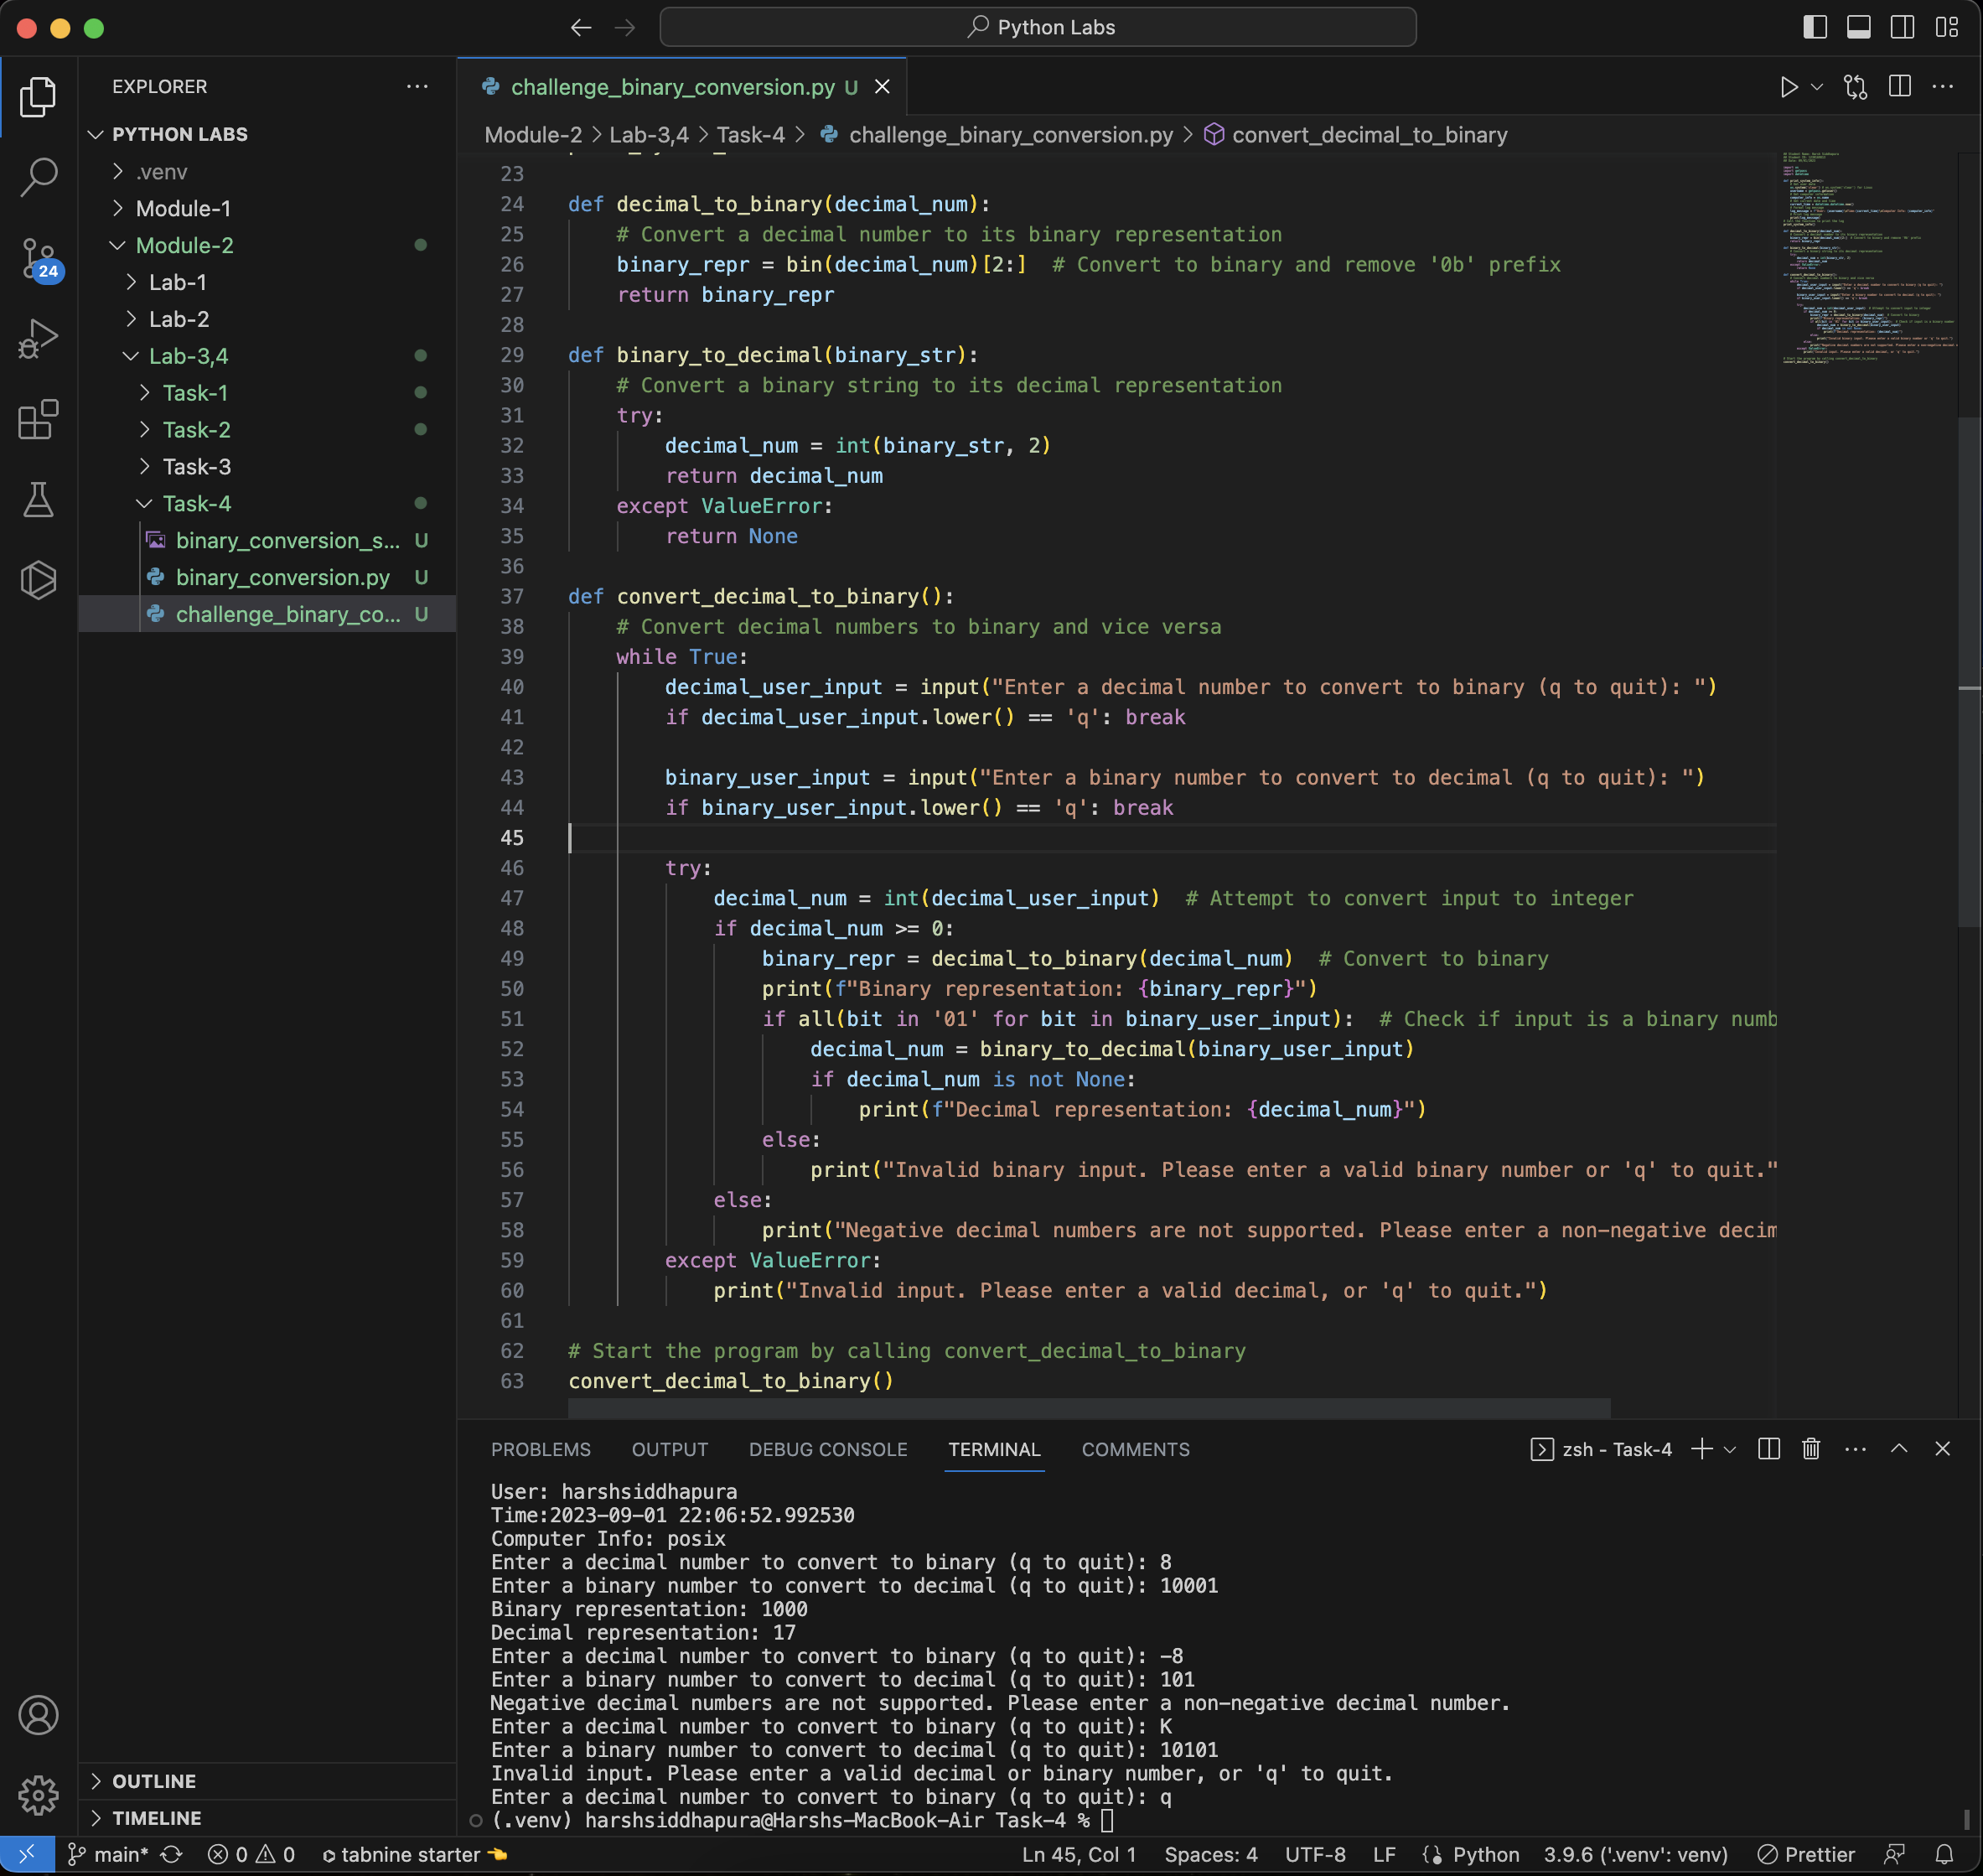 Python Labs
EXPLORER
PYTHON LABS
.venv
Module-1
Module-2
Lab-1
Lab-2
Lab-3,4
Task-1
Task-2
Task-3
Task-4
binary_conversion_s... U
binary_conversion.py U
challenge_binary_co... U
OUTLINE
TIMELINE
24
challenge_binary_conversion.py U
Module-2 > Lab-3,4 > Task-4 > challenge_binary_conversion.py > convert_decimal_to_binary
23
24 def decimal_to_binary(decimal_num):
25 # Convert a decimal number to its binary representation
26 binary_repr = bin(decimal_num)[2:]  # Convert to binary and remove '0b' prefix
27 return binary_repr
28
29 def binary_to_decimal(binary_str):
30 # Convert a binary string to its decimal representation
31 try:
32 decimal_num = int(binary_str, 2)
33 return decimal_num
34 except ValueError:
35 return None
36
37 def convert_decimal_to_binary():
38 # Convert decimal numbers to binary and vice versa
39 while True:
40 decimal_user_input = input("Enter a decimal number to convert to binary (q to quit): ")
41 if decimal_user_input.lower() == 'q': break
42
43 binary_user_input = input("Enter a binary number to convert to decimal (q to quit): ")
44 if binary_user_input.lower() == 'q': break
45
46 try:
47 decimal_num = int(decimal_user_input)  # Attempt to convert input to integer
48 if decimal_num >= 0:
49 binary_repr = decimal_to_binary(decimal_num)  # Convert to binary
50 print(f"Binary representation: {binary_repr}")
51 if all(bit in '01' for bit in binary_user_input):  # Check if input is a binary numb
52 decimal_num = binary_to_decimal(binary_user_input)
53 if decimal_num is not None:
54 print(f"Decimal representation: {decimal_num}")
55 else:
56 print("Invalid binary input. Please enter a valid binary number or 'q' to quit."
57 else:
58 print("Negative decimal numbers are not supported. Please enter a non-negative decim
59 except ValueError:
60 print("Invalid input. Please enter a valid decimal, or 'q' to quit.")
61
62 # Start the program by calling convert_decimal_to_binary
63 convert_decimal_to_binary()
PROBLEMS OUTPUT DEBUG CONSOLE TERMINAL COMMENTS zsh - Task-4
User: harshsiddhapura
Time:2023-09-01 22:06:52.992530
Computer Info: posix
Enter a decimal number to convert to binary (q to quit): 8
Enter a binary number to convert to decimal (q to quit): 10001
Binary representation: 1000
Decimal representation: 17
Enter a decimal number to convert to binary (q to quit): -8
Enter a binary number to convert to decimal (q to quit): 101
Negative decimal numbers are not supported. Please enter a non-negative decimal number.
Enter a decimal number to convert to binary (q to quit): K
Enter a binary number to convert to decimal (q to quit): 10101
Invalid input. Please enter a valid decimal or binary number, or 'q' to quit.
Enter a decimal number to convert to binary (q to quit): q
(.venv) harshsiddhapura@Harshs-MacBook-Air Task-4 %
main* 0 0 tabnine starter Ln 45, Col 1 Spaces: 4 UTF-8 LF Python 3.9.6 ('.venv': venv) Prettier